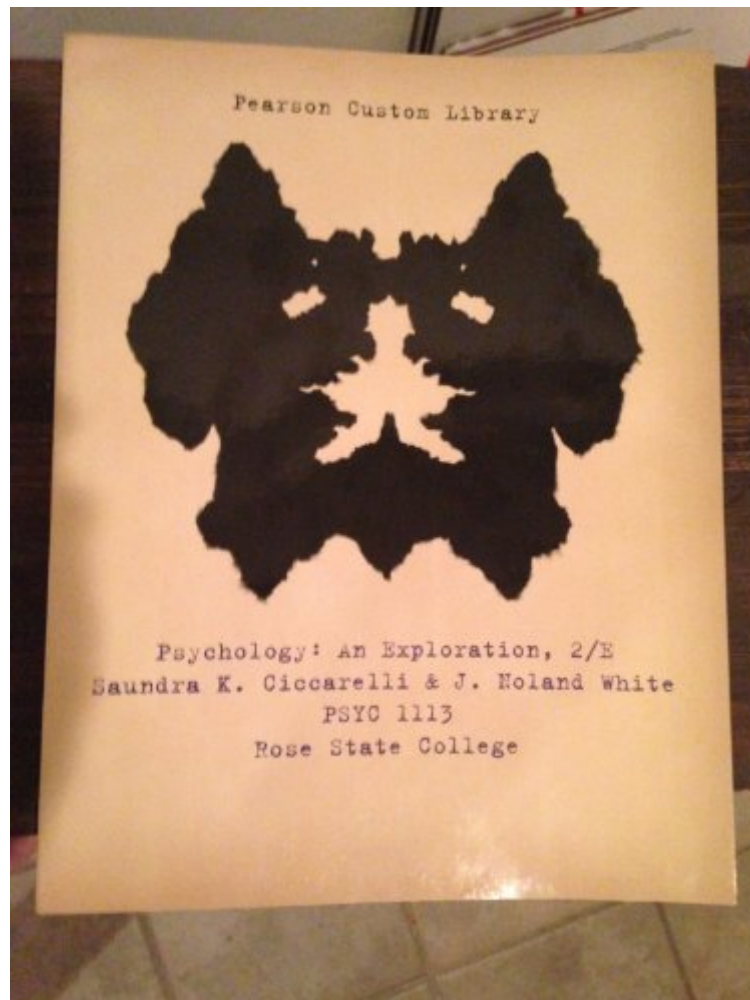 Pearson Custom Library
Psychology: An Exploration, 2/E
Saundra K. Ciccarelli & J. Noland White
PSYC 1113
Rose State College